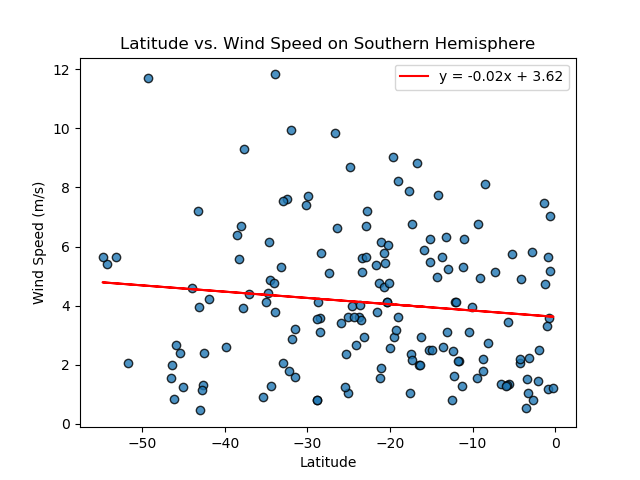 Latitude vs. Wind Speed on Southern Hemisphere
y = -0.02x + 3.62
12
10
8
6
4
2
0
Wind Speed (m/s)
−50 −40 −30 −20 −10 0
Latitude